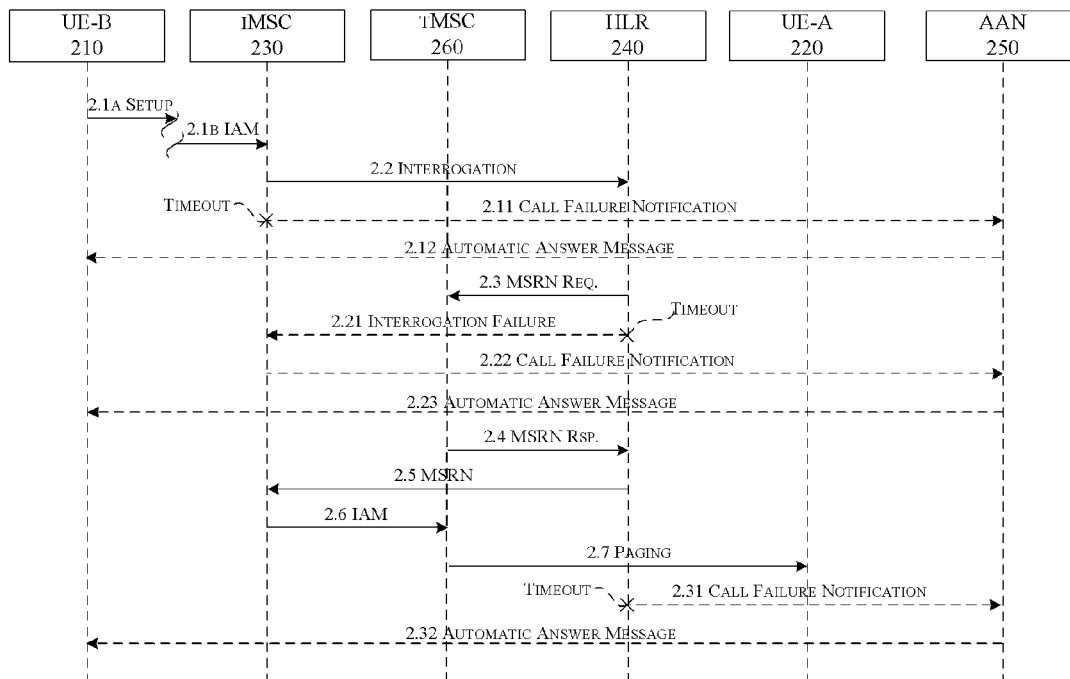 UE-B iMSC tMSC HLR UE-A AAN
210 230 260 240 220 250
2.1A SETUP
2.1B IAM
2.2 INTERROGATION
TIMEOUT
2.11 CALL FAILURE NOTIFICATION
2.12 AUTOMATIC ANSWER MESSAGE
2.3 MSRN REQ.
TIMEOUT
2.21 INTERROGATION FAILURE
2.22 CALL FAILURE NOTIFICATION
2.23 AUTOMATIC ANSWER MESSAGE
2.4 MSRN RSP.
2.5 MSRN
2.6 IAM
2.7 PAGING
TIMEOUT
2.31 CALL FAILURE NOTIFICATION
2.32 AUTOMATIC ANSWER MESSAGE